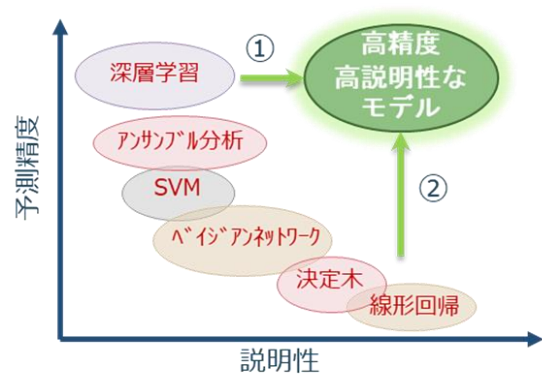 ①
高精度
高説明性な
モデル
深層学習
ｱﾝｻﾝﾌﾞﾙ分析
SVM
②
ﾍﾞｲｼﾞｱﾝﾈｯﾄﾜｰｸ
決定木
線形回帰
予測精度
説明性